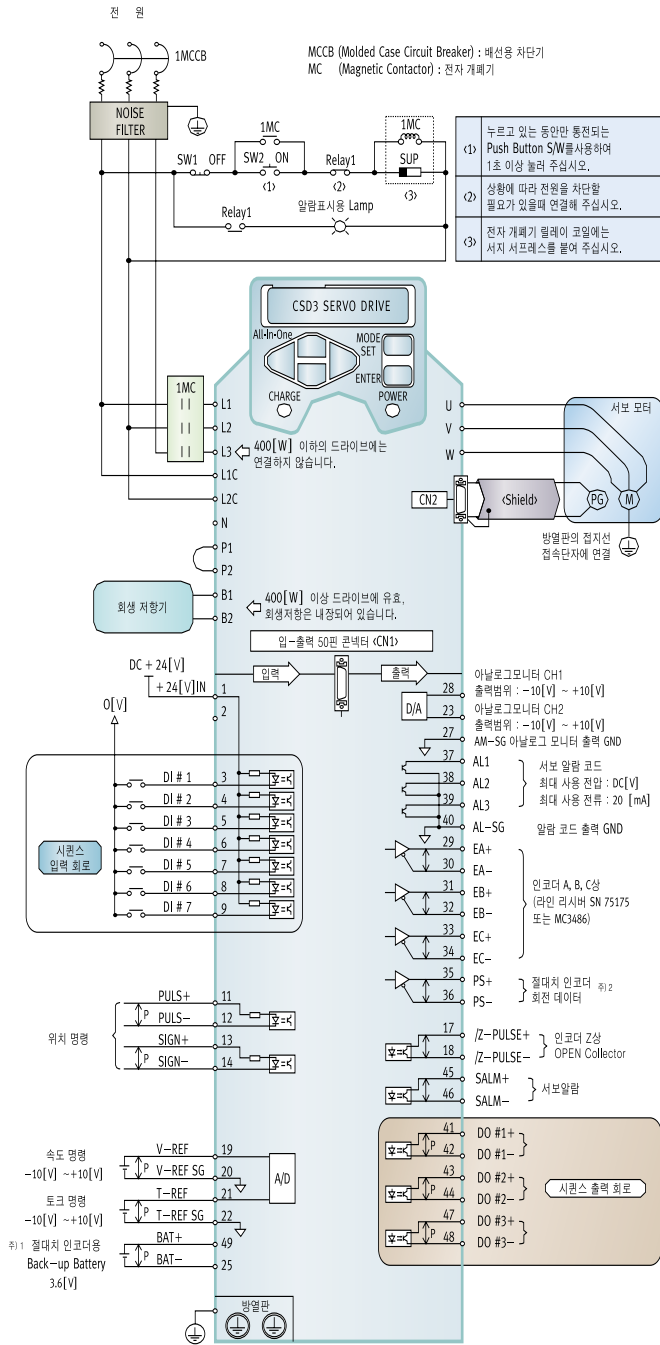 전 원
1MCCB
MCCB (Molded Case Circuit Breaker) : 배선용 차단기
MC (Magnetic Contactor) : 전자 개폐기
NOISE
FILTER
1MC
1MC
SW1 OFF
SW2 ON
Relay1
SUP
<1>
<2>
<3>
Relay1
알람표시용 Lamp
<1> 누르고 있는 동안만 통전되는
Push Button S/W를사용하여
1초 이상 눌러 주십시오.
<2> 상황에 따라 전원을 차단할
필요가 있을때 연결해 주십시오.
<3> 전자 개폐기 릴레이 코일에는
서지 서프레스를 붙여 주십시오.
CSD3 SERVO DRIVE
All-In-One
MODE
SET
ENTER
CHARGE
POWER
1MC
L1
L2
L3
400[W] 이하의 드라이브에는
연결하지 않습니다.
L1C
L2C
N
P1
P2
B1
B2
400[W] 이상 드라이브에 유효,
회생저항은 내장되어 있습니다.
회생 저항기
U
V
W
서보 모터
CN2
<Shield>
PG
M
방열판의 접지선
접속단자에 연결
입-출력 50핀 콘넥터 <CN1>
입력
출력
DC + 24[V]
+ 24[V]IN
1
2
0[V]
DI # 1
3
DI # 2
4
DI # 3
5
DI # 4
6
DI # 5
7
DI # 6
8
DI # 7
9
시퀀스
입력 회로
위치 명령
PULS+
11
P
PULS-
12
SIGN+
13
P
SIGN-
14
속도 명령
-10[V] ~+10[V]
V-REF
19
P
V-REF SG
20
토크 명령
-10[V] ~+10[V]
T-REF
21
P
T-REF SG
22
A/D
주) 1 절대치 인코더용
Back-up Battery
3.6[V]
BAT+
49
P
BAT-
25
방열판
D/A
28
아날로그모니터 CH1
출력범위 : -10[V] ~ +10[V]
23
아날로그모니터 CH2
출력범위 : -10[V] ~ +10[V]
27
AM-SG 아날로그 모니터 출력 GND
37
AL1
38
AL2
39
AL3
서보 알람 코드
최대 사용 전압 : DC[V]
최대 사용 전류 : 20 [mA]
40
AL-SG
알람 코드 출력 GND
29
EA+
30
EA-
31
EB+
32
EB-
33
EC+
34
EC-
인코더 A, B, C상
(라인 리시버 SN 75175
또는 MC3486)
35
PS+
36
PS-
절대치 인코더 주) 2
회전 데이터
17
/Z-PULSE+
18
/Z-PULSE-
인코더 Z상
OPEN Collector
45
SALM+
46
SALM-
서보알람
41
DO #1+
P
42
DO #1-
43
DO #2+
P
44
DO #2-
47
DO #3+
P
48
DO #3-
시퀀스 출력 회로